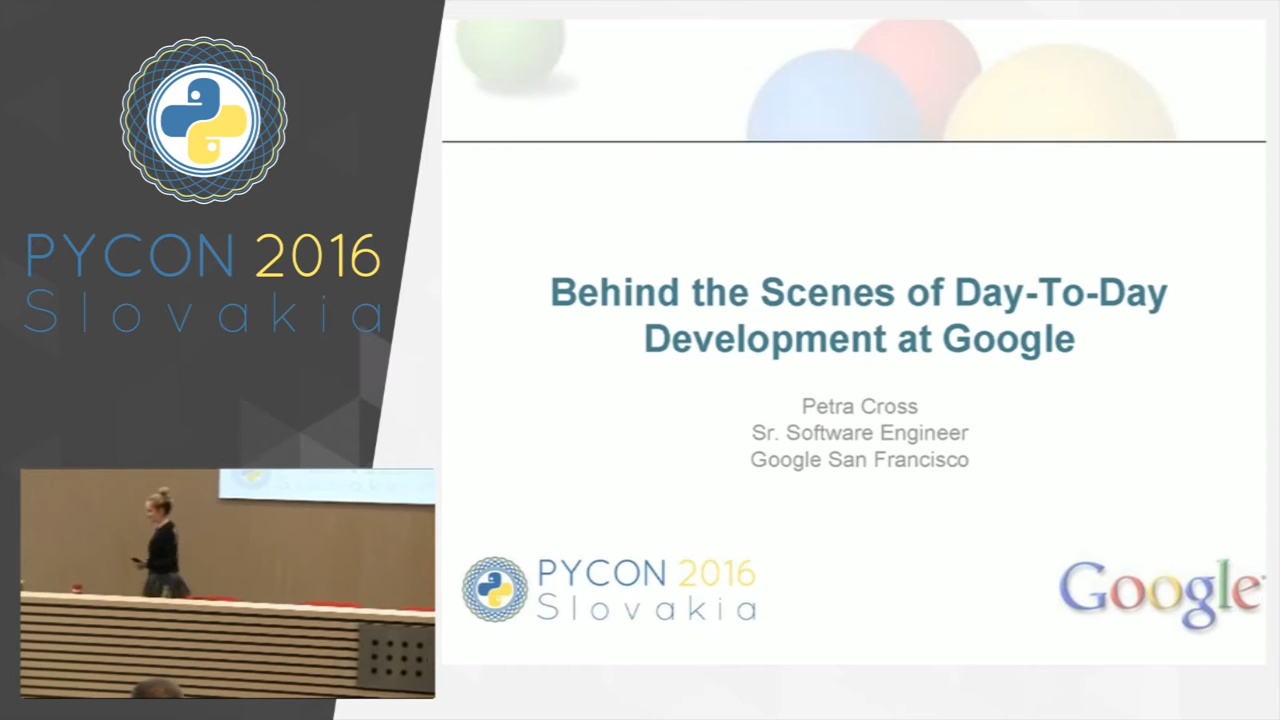 PYCON 2016
Slovakia
Behind the Scenes of Day-To-Day
Development at Google
Petra Cross
Sr. Software Engineer
Google San Francisco
PYCON 2016
Slovakia
Google